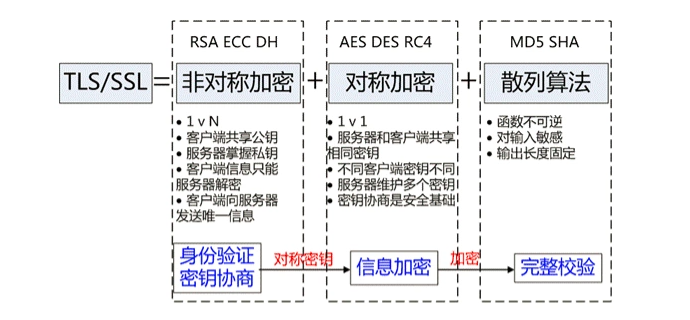 RSA ECC DH
AES DES RC4
MD5 SHA
TLS/SSL = 非对称加密 + 对称加密 + 散列算法
• 1 v N
• 客户端共享公钥
• 服务器掌握私钥
• 客户端信息只能
服务器解密
• 客户端向服务器
发送唯一信息
• 1 v 1
• 服务器和客户端共享
相同密钥
• 不同客户端密钥不同
• 服务器维护多个密钥
• 密钥协商是安全基础
• 函数不可逆
• 对输入敏感
• 输出长度固定
身份验证
密钥协商
对称密钥
信息加密
加密
完整校验